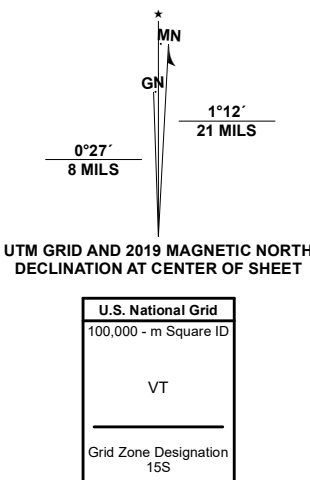 MN
GN
1°12´
21 MILS
0°27´
8 MILS
UTM GRID AND 2019 MAGNETIC NORTH
DECLINATION AT CENTER OF SHEET
U.S. National Grid
100,000 - m Square ID
VT
Grid Zone Designation
15S